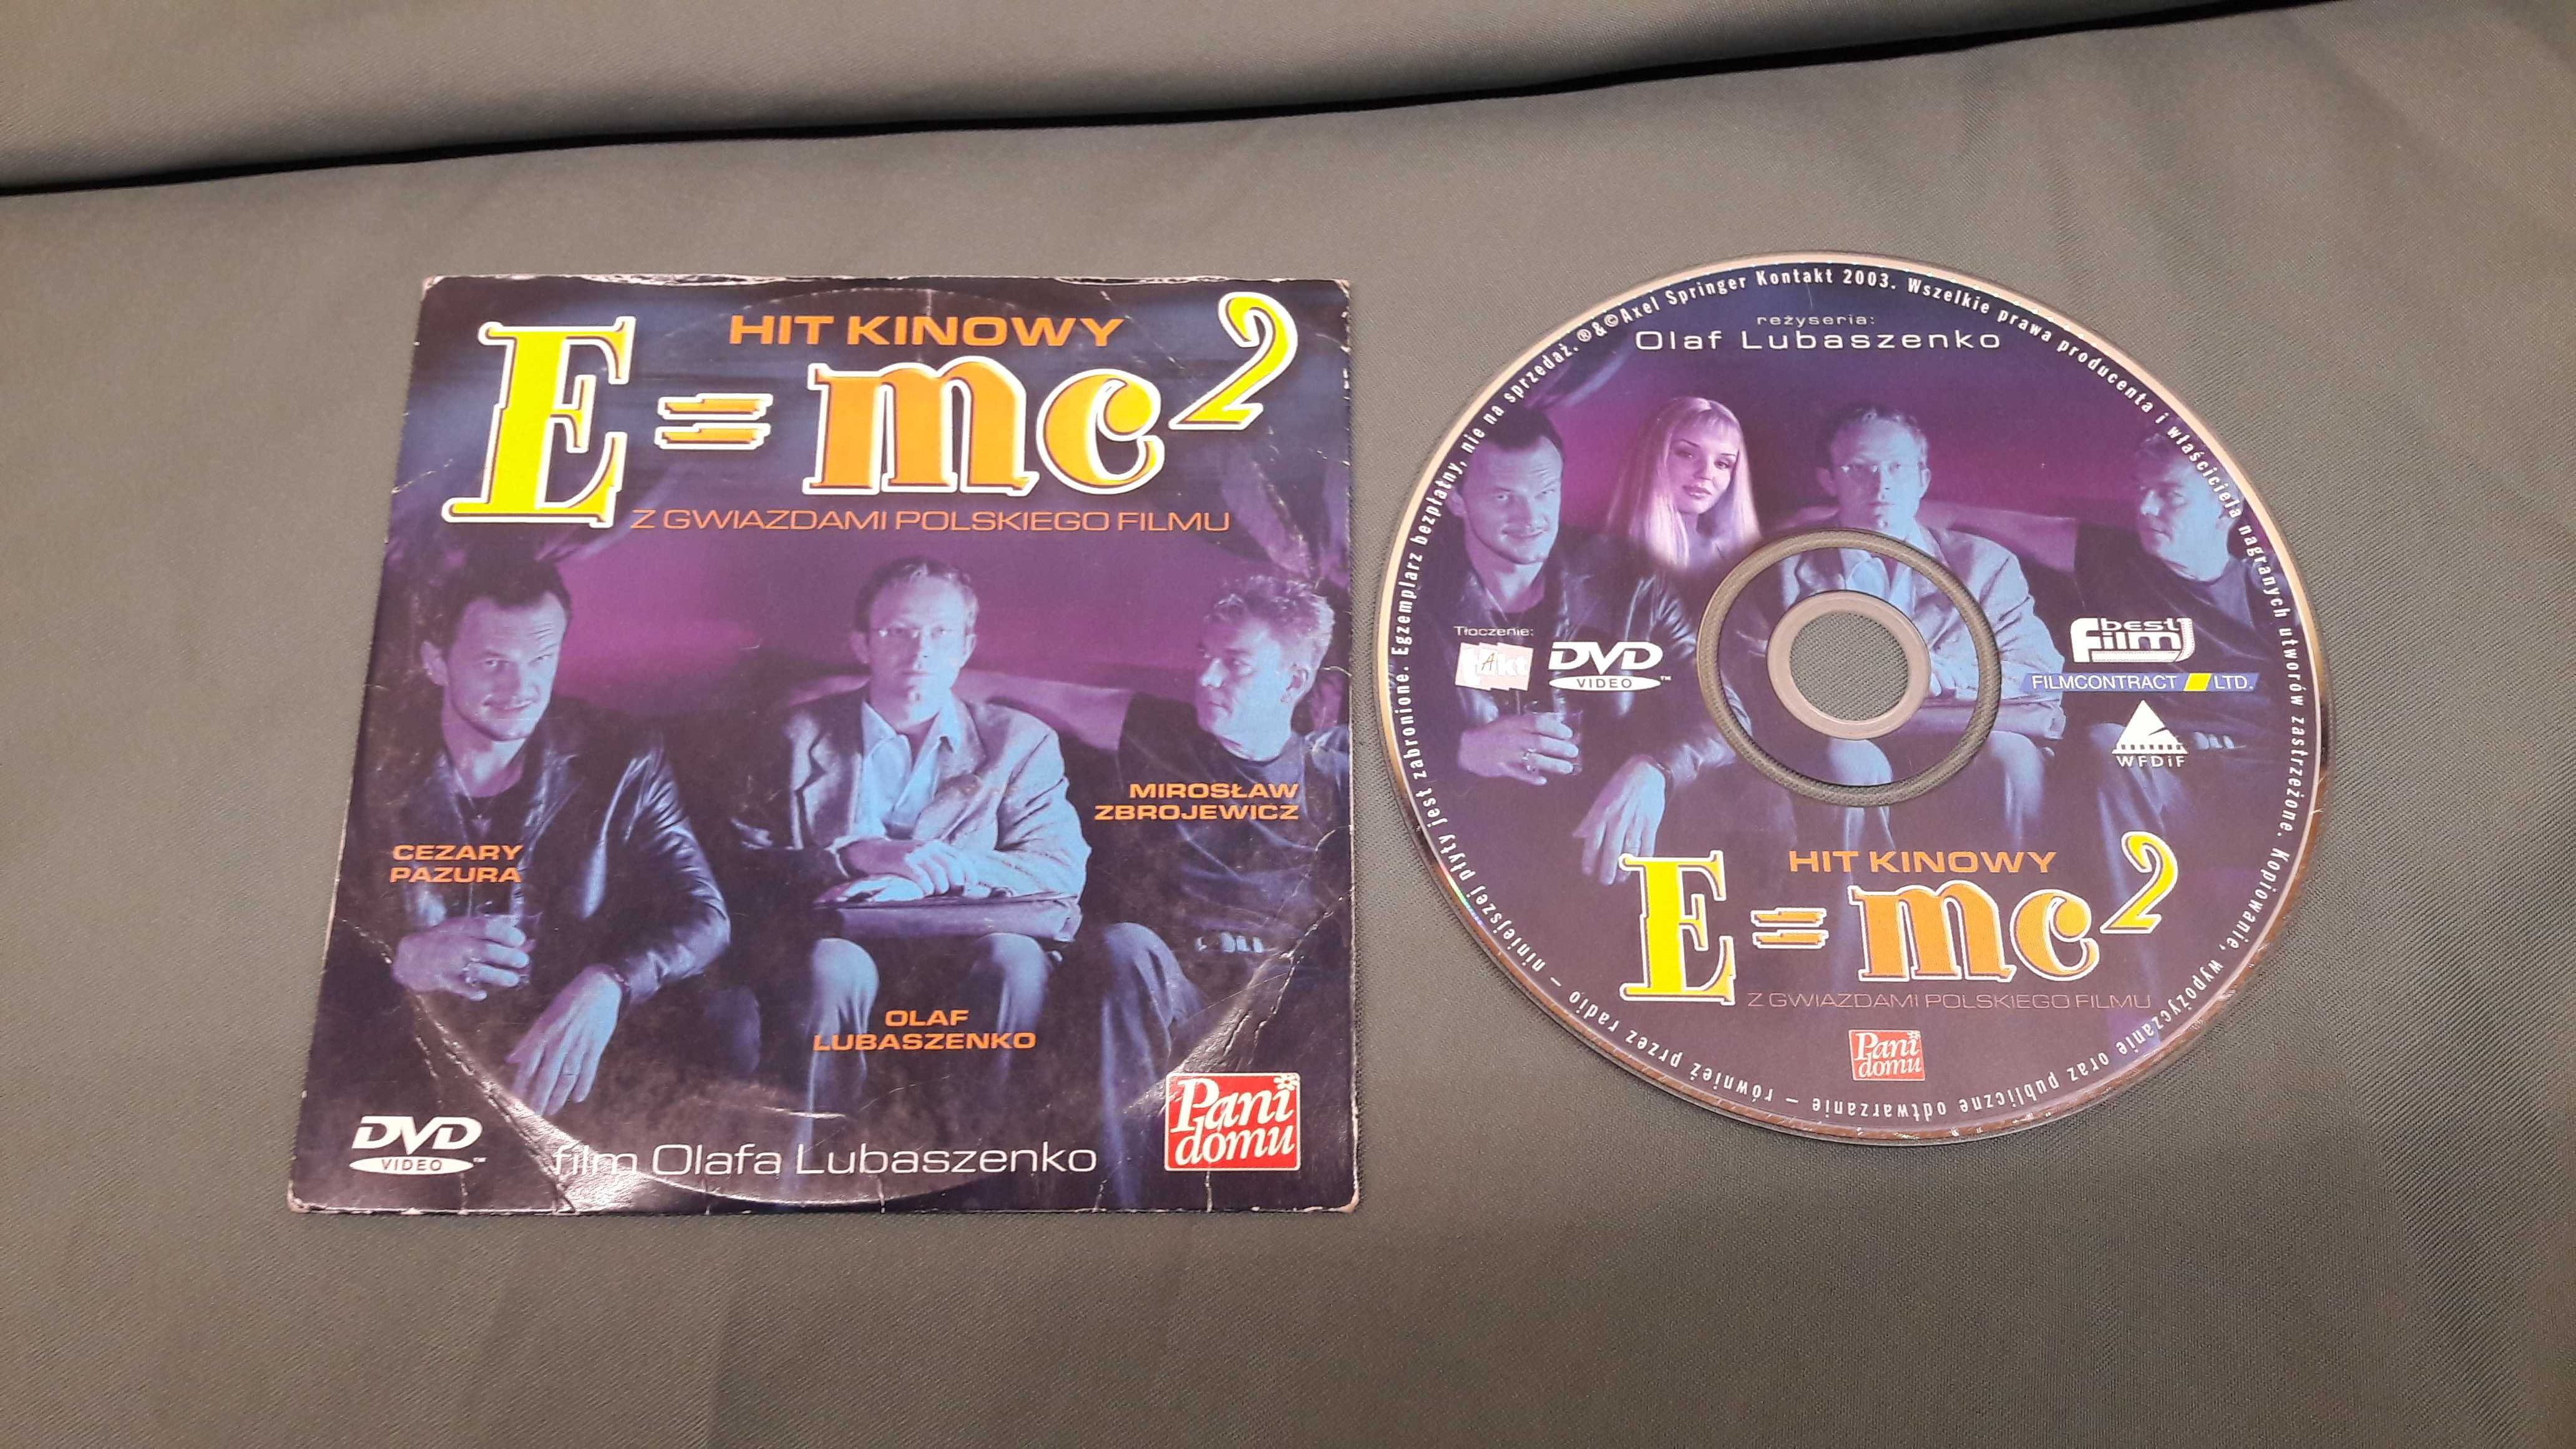 HIT KINOWY
E=mc²
Z GWIAZDAMI POLSKIEGO FILMU
MIROSŁAW
ZBROJEWICZ
CEZARY
PAZURA
OLAF
LUBASZENKO
DVD
VIDEO™
film Olafa Lubaszenko
Pani
domu
®&©Axel Springer Kontakt 2003. Wszelkie prawa producenta i właściciela nagranych utworów zastrzeżone. Kopiowanie, wypożyczanie oraz publiczne odtwarzanie – również przez radio – niniejszej płyty jest zabronione. Egzemplarz bezpłatny, nie na sprzedaż.
reżyseria:
Olaf Lubaszenko
Tłoczenie:
takt
DVD
VIDEO™
best
film
FILMCONTRACT LTD.
WFDiF
HIT KINOWY
E=mc²
Z GWIAZDAMI POLSKIEGO FILMU
Pani
domu